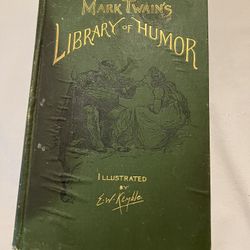 MARK TWAIN'S
LIBRARY OF HUMOR
ILLUSTRATED
BY
E.W. Kemble